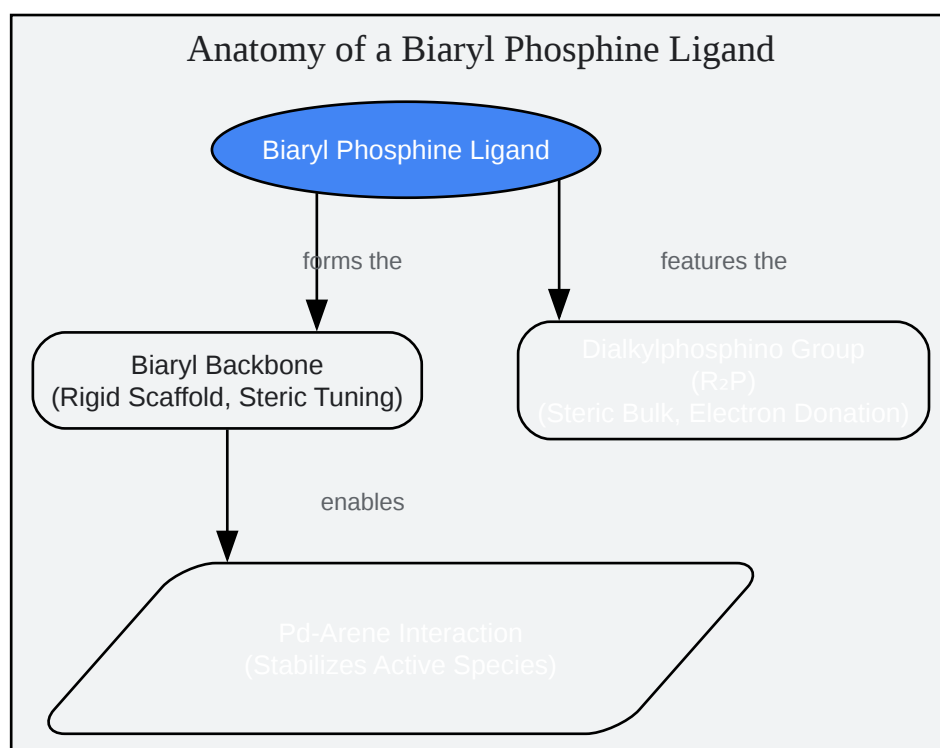 Anatomy of a Biaryl Phosphine Ligand
Biaryl Phosphine Ligand
forms the
features the
Biaryl Backbone
(Rigid Scaffold, Steric Tuning)
Dialkylphosphino Group
(R₂P)
(Steric Bulk, Electron Donation)
enables
Pd-Arene Interaction
(Stabilizes Active Species)